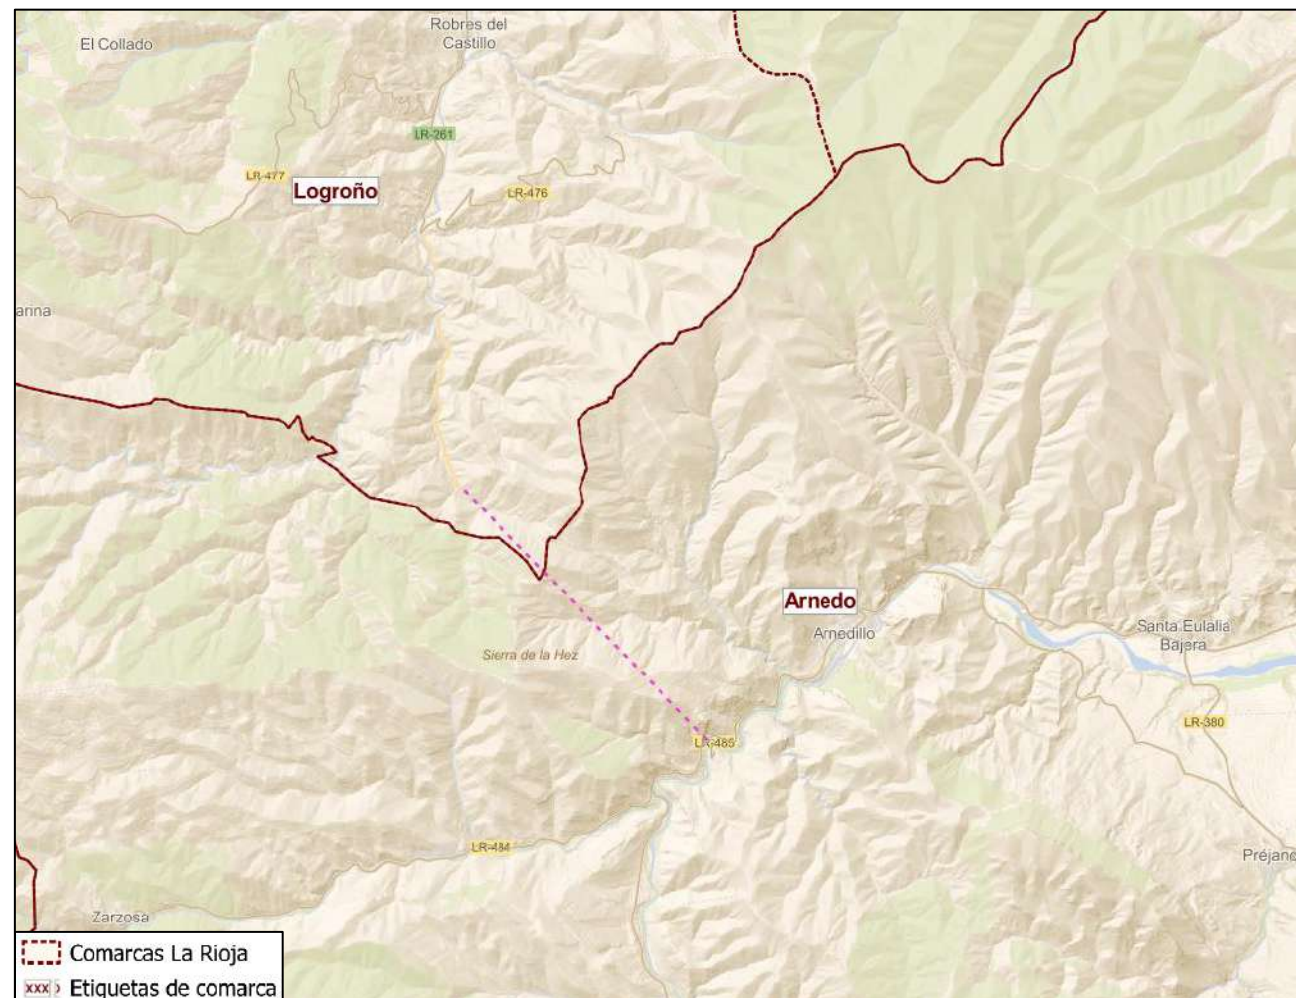 Robres del
Castillo
El Collado
LR-261
LR-477
Logroño
LR-476
Arnedo
Arnedillo
Santa Eulalia
Bajera
Sierra de la Hez
LR-380
LR-485
LR-484
Préjano
Zarzosa
Comarcas La Rioja
xxx Etiquetas de comarca